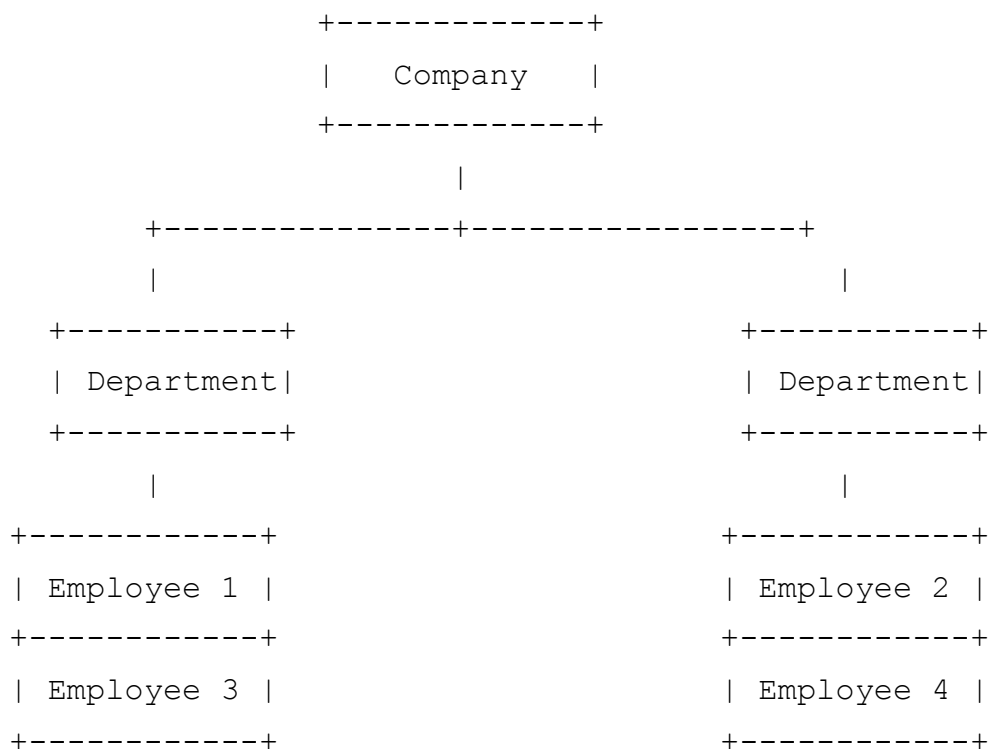 +-------------+
|   Company   |
+-------------+
|
+---------------+-----------------+
|                                    |
+-----------+                       +-----------+
| Department|                       | Department|
+-----------+                       +-----------+
|                                    |
+------------+                       +------------+
| Employee 1 |                       | Employee 2 |
+------------+                       +------------+
| Employee 3 |                       | Employee 4 |
+------------+                       +------------+